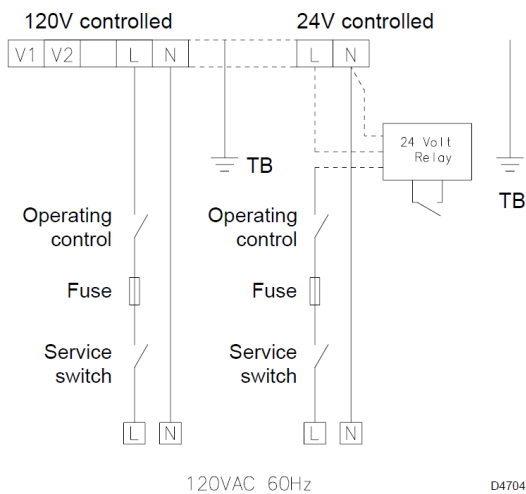 120V controlled
24V controlled
V1 V2 L N
L N
24 Volt
Relay
TB
TB
Operating
control
Operating
control
Fuse
Fuse
Service
switch
Service
switch
L N
L N
120VAC 60Hz
D4704